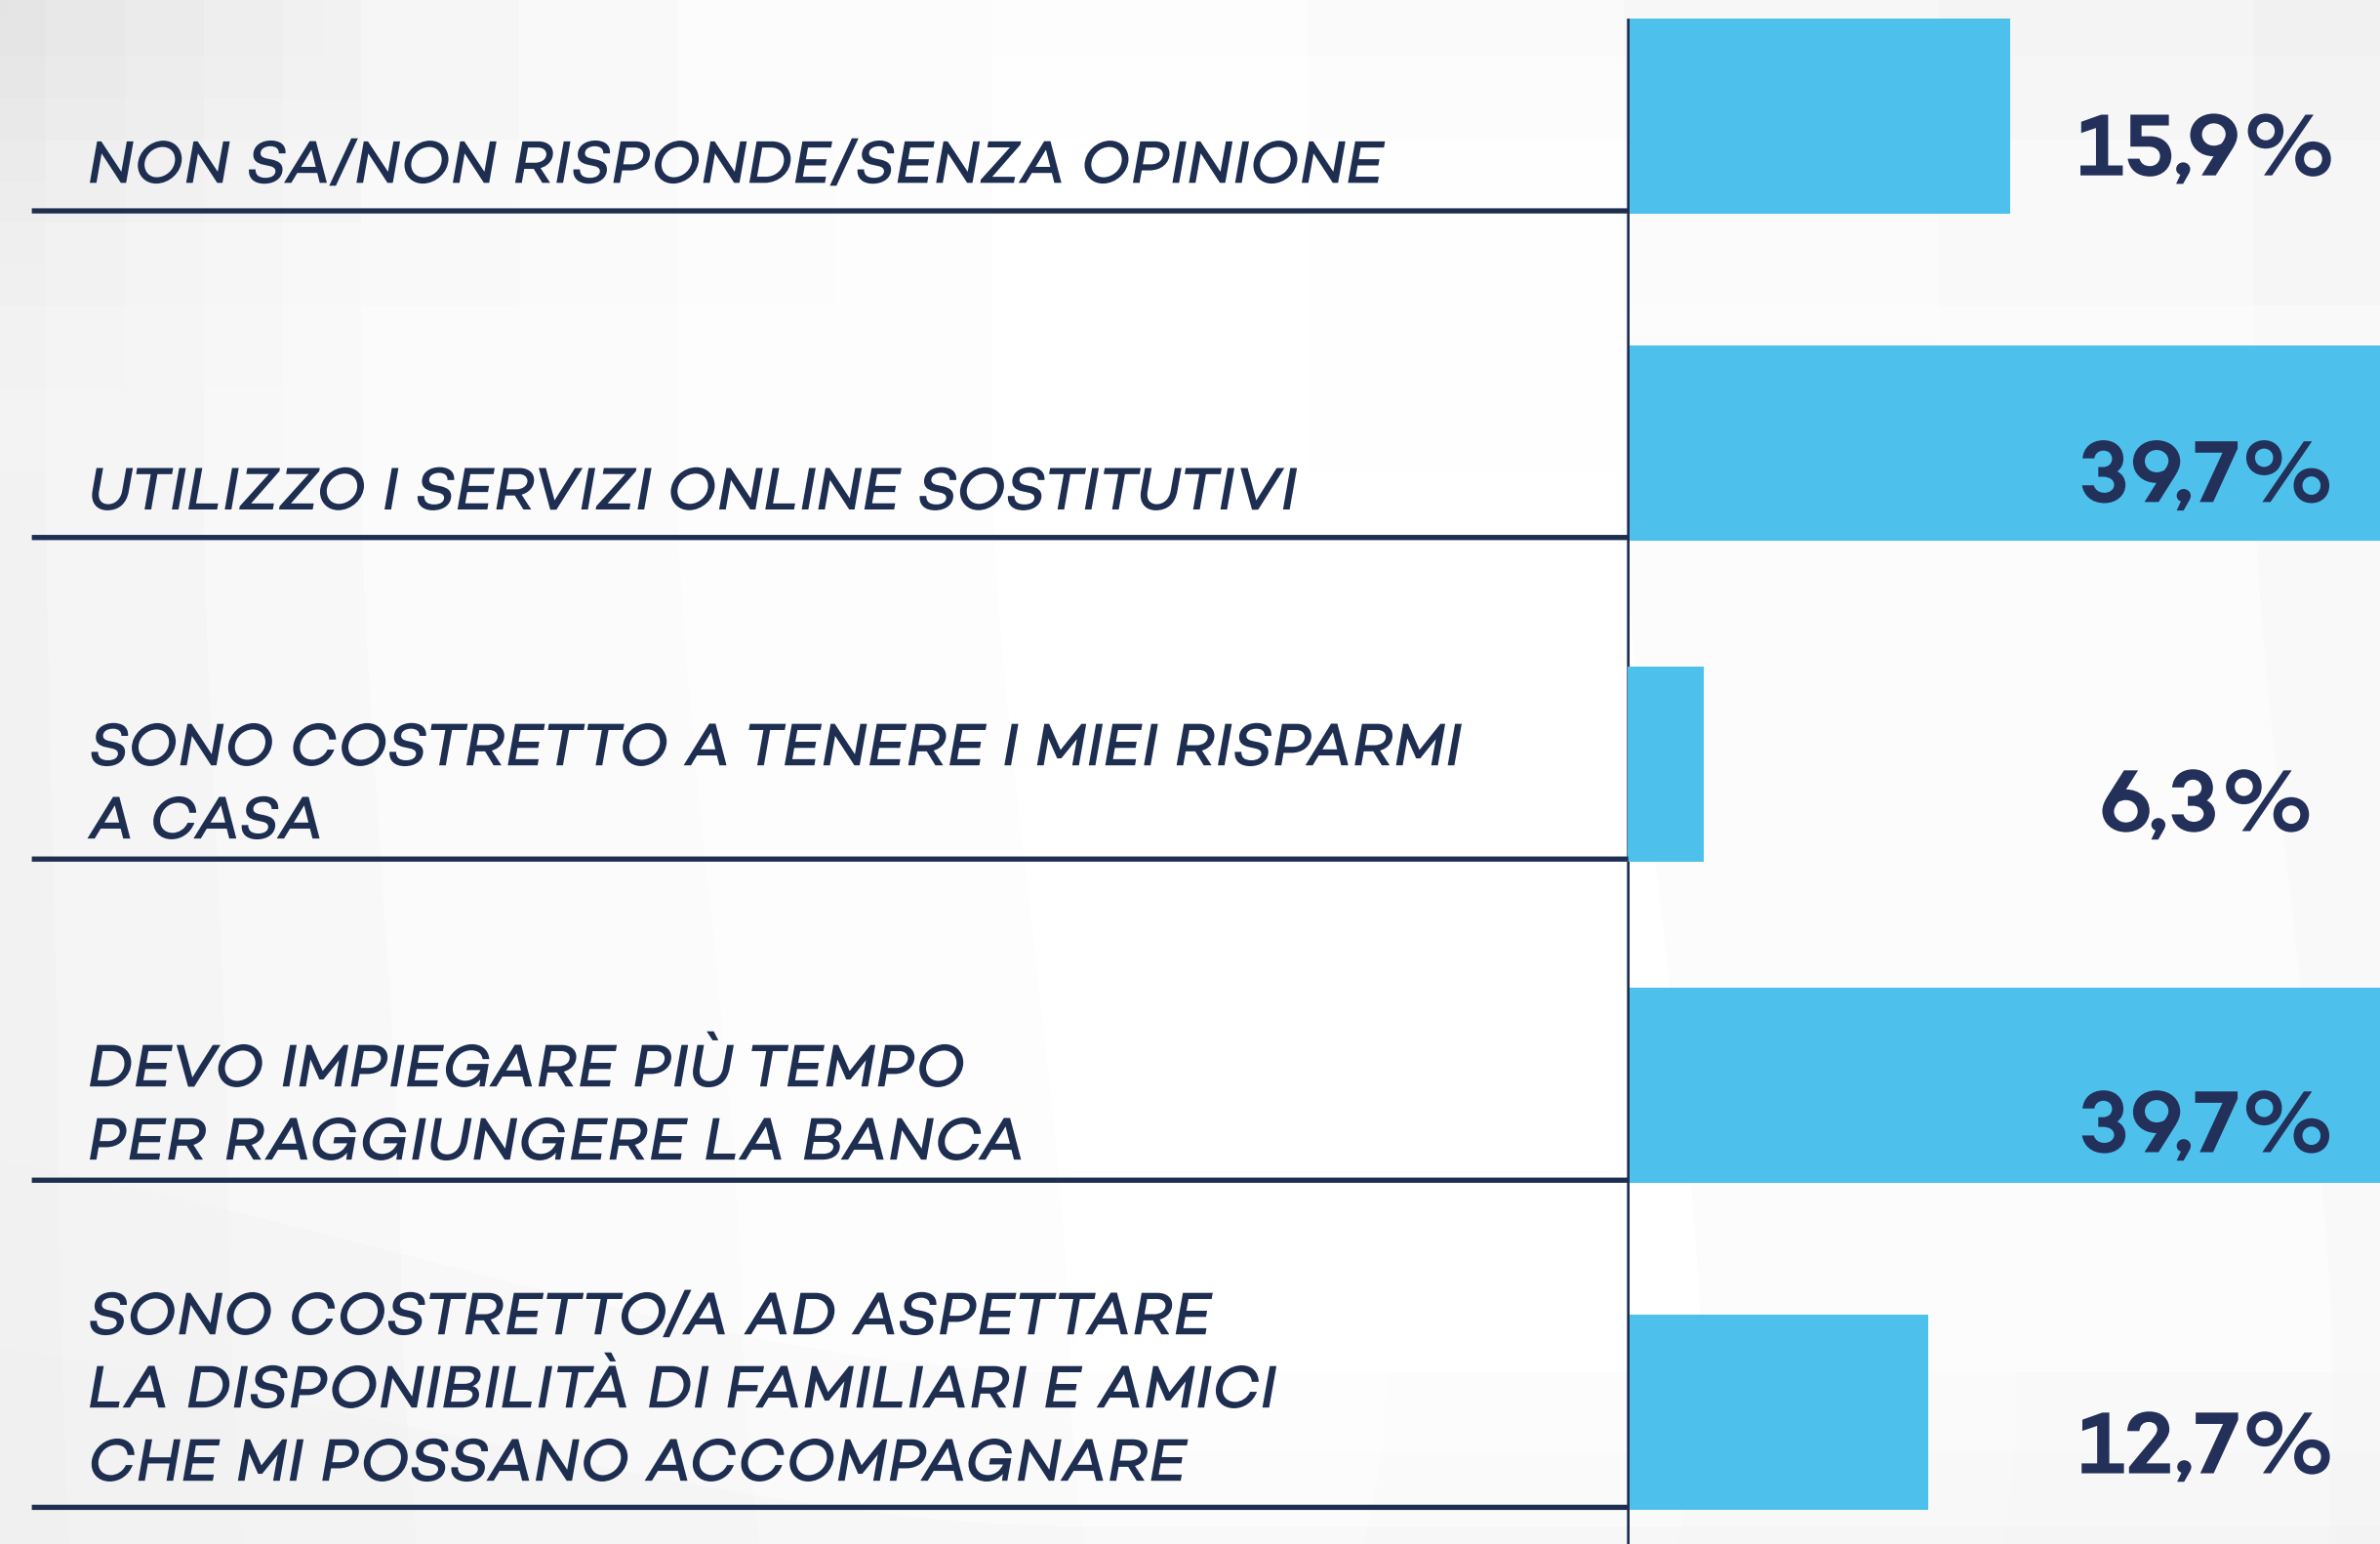 NON SA/NON RISPONDE/SENZA OPINIONE
15,9%
UTILIZZO I SERVIZI ONLINE SOSTITUTIVI
39,7%
SONO COSTRETTO A TENERE I MIEI RISPARMI
A CASA
6,3%
DEVO IMPIEGARE PIÙ TEMPO
PER RAGGIUNGERE LA BANCA
39,7%
SONO COSTRETTO/A AD ASPETTARE
LA DISPONIBILITÀ DI FAMILIARI E AMICI
CHE MI POSSANO ACCOMPAGNARE
12,7%